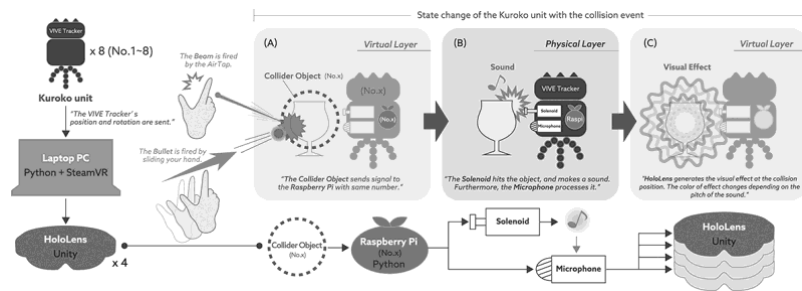 State change of the Kuroko unit with the collision event
VIVE Tracker
x 8 (No.1~8)
Kuroko unit
"The VIVE Tracker's
position and rotation are sent."
Laptop PC
Python + SteamVR
HoloLens
Unity
x 4
The Beam is fired
by the AirTap.
The Bullet is fired by
sliding your hand.
(A)
Virtual Layer
Collider Object (No.x)
(No.x)
(No.x)
"The Collider Object sends signal to
the Raspberry Pi with same number."
(B)
Physical Layer
Sound
VIVE Tracker
Solenoid
Microphone
Raspi
"The Solenoid hits the object, and makes a sound.
Furthermore, the Microphone processes it."
(C)
Virtual Layer
Visual Effect
"HoloLens generates the visual effect at the collision
position. The color of effect changes depending on the
pitch of the sound."
Collider Object
(No.x)
Raspberry Pi
(No.x)
Python
Solenoid
Microphone
HoloLens
Unity